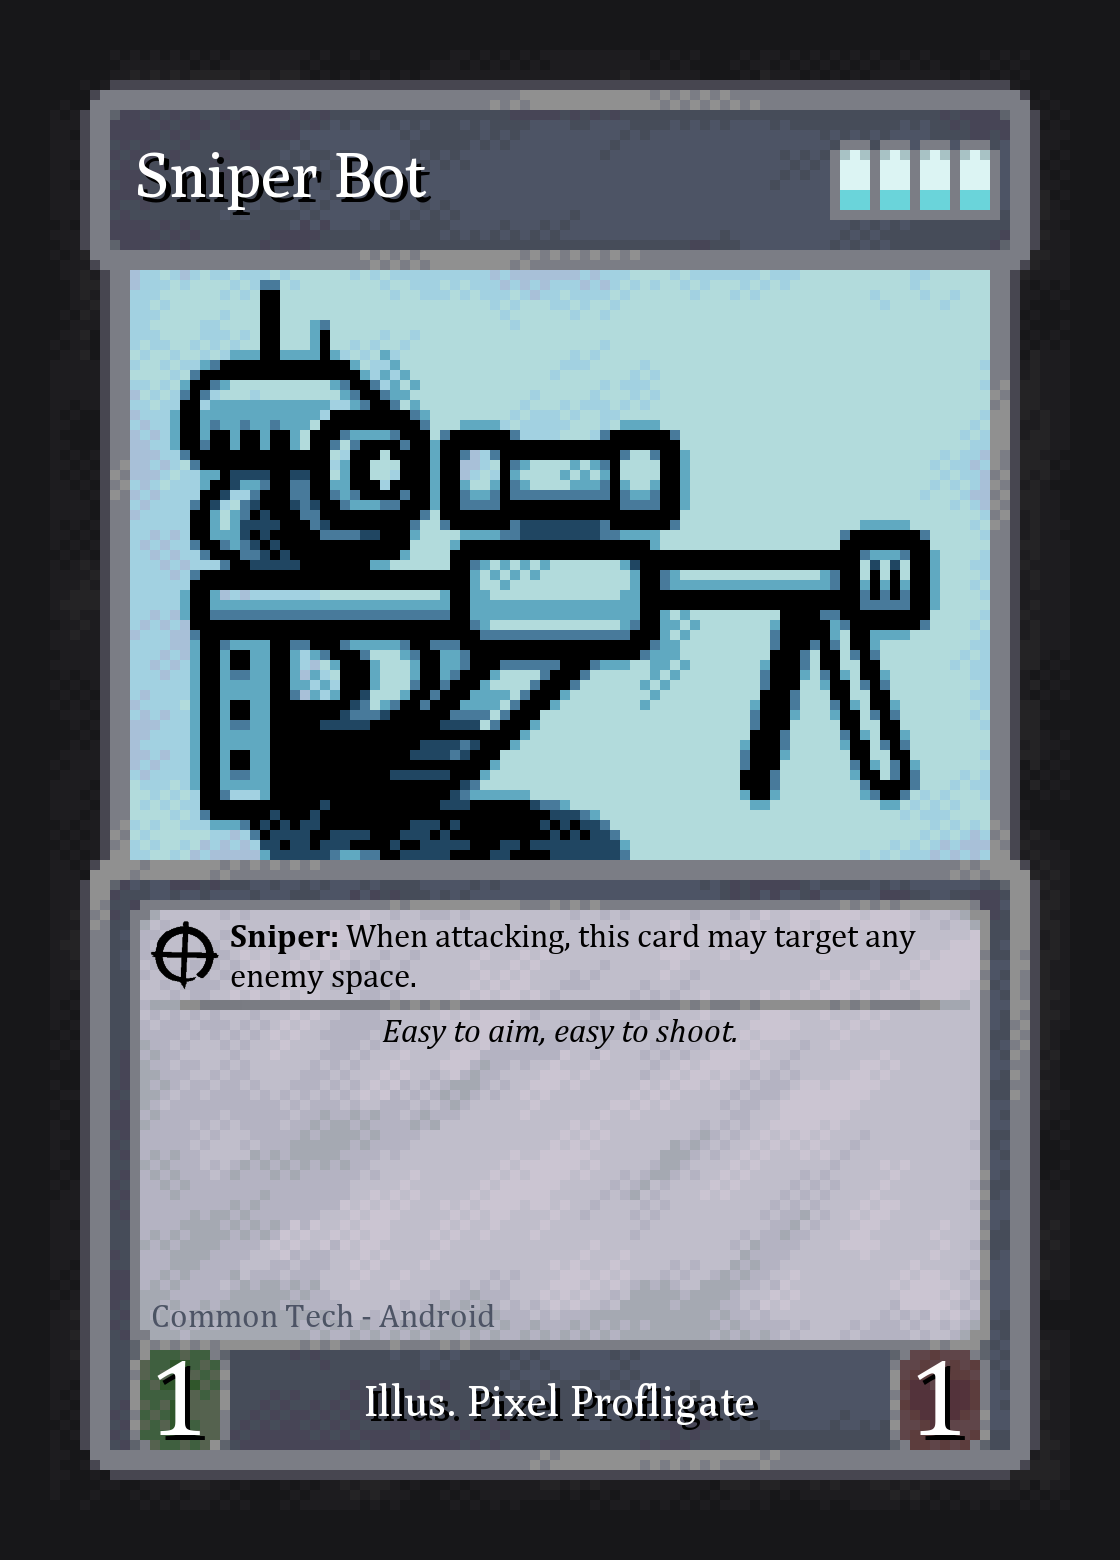 Sniper Bot
Sniper: When attacking, this card may target any
enemy space.
Easy to aim, easy to shoot.
Common Tech - Android
1
Illus. Pixel Profligate
1